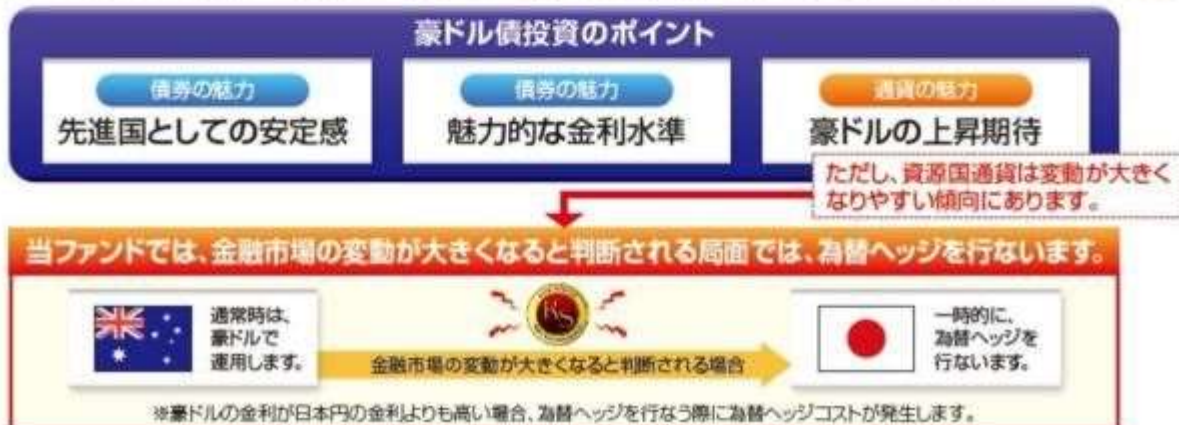 豪ドル債投資のポイント
債券の魅力
先進国としての安定感
債券の魅力
魅力的な金利水準
通貨の魅力
豪ドルの上昇期待
ただし、資源国通貨は変動が大きく
なりやすい傾向にあります。
当ファンドでは、金融市場の変動が大きくなると判断される局面では、為替ヘッジを行ないます。
通常時は、
豪ドルで
運用します。
金融市場の変動が大きくなると判断される場合
一時的に、
為替ヘッジを
行ないます。
※豪ドルの金利が日本円の金利よりも高い場合、為替ヘッジを行なう際に為替ヘッジコストが発生します。